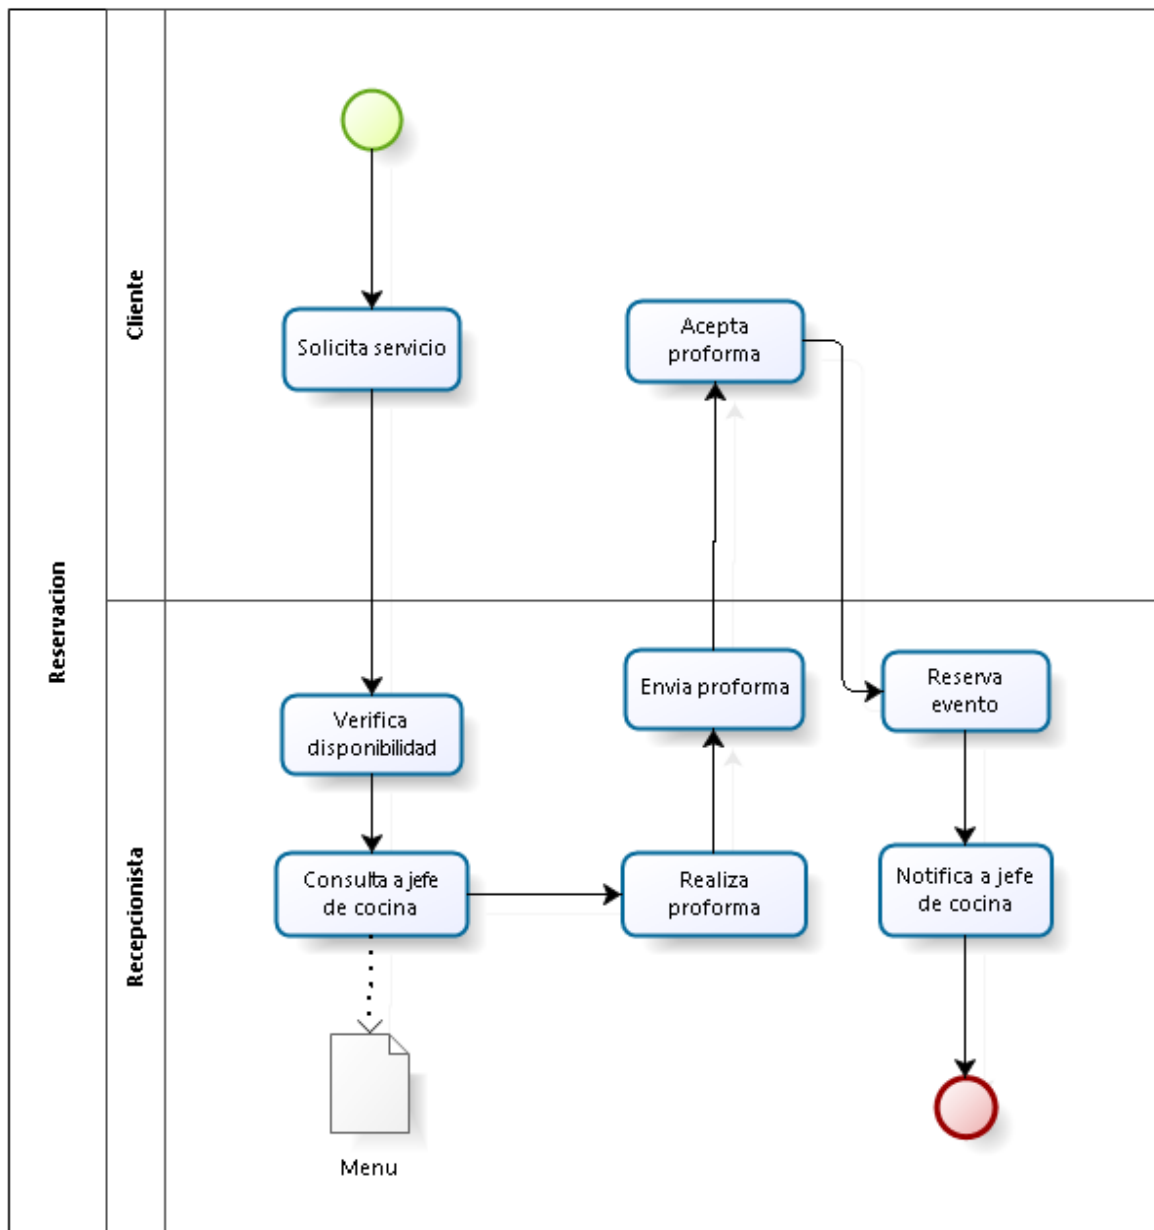 Reservacion
Cliente
Solicita servicio
Acepta
proforma
Recepcionista
Verifica
disponibilidad
Envia proforma
Reserva
evento
Consulta a jefe
de cocina
Realiza
proforma
Notifica a jefe
de cocina
Menu